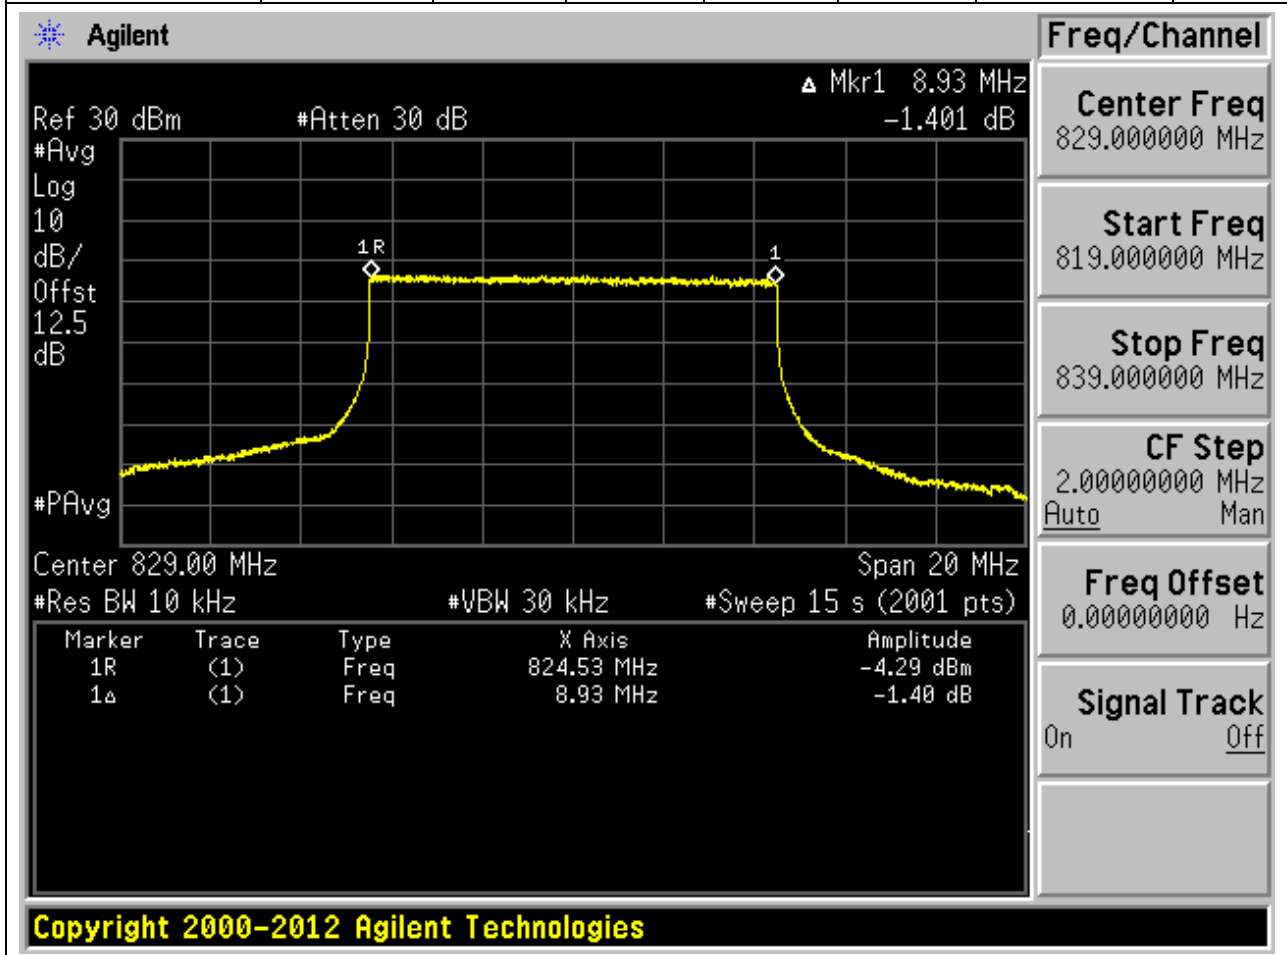 Agilent
Freq/Channel
▵ Mkr1 8.93 MHz
Ref 30 dBm #Atten 30 dB -1.401 dB
#Avg
Log
10
dB/
Offst
12.5
dB
1R
1
#PAvg
Center 829.00 MHz Span 20 MHz
#Res BW 10 kHz #VBW 30 kHz #Sweep 15 s (2001 pts)
Marker Trace Type X Axis Amplitude
1R (1) Freq 824.53 MHz -4.29 dBm
1▵ (1) Freq 8.93 MHz -1.40 dB
Center Freq
829.000000 MHz
Start Freq
819.000000 MHz
Stop Freq
839.000000 MHz
CF Step
2.00000000 MHz
Auto Man
Freq Offset
0.00000000 Hz
Signal Track
On Off
Copyright 2000-2012 Agilent Technologies